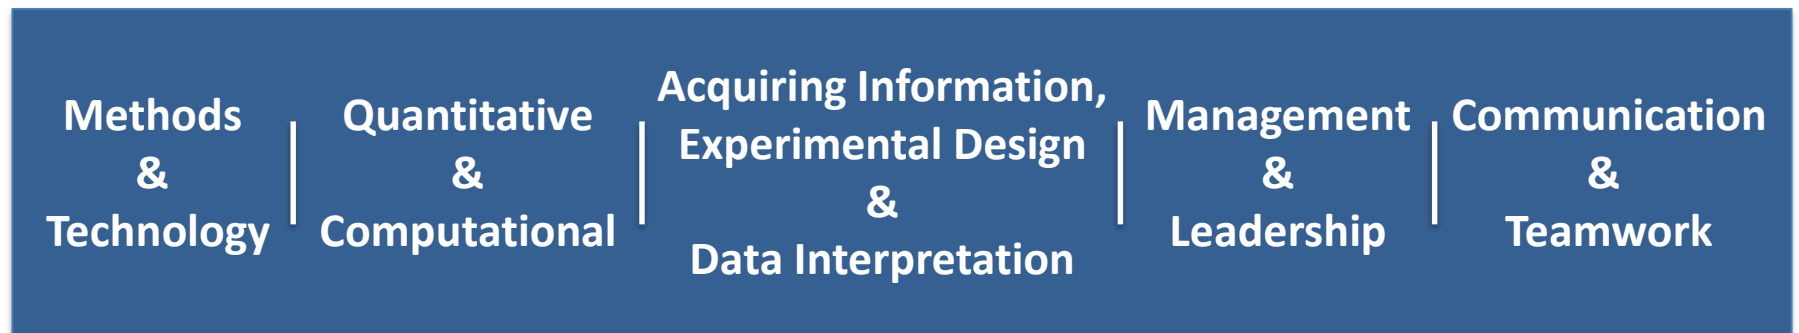 Methods
&
Technology
Quantitative
&
Computational
Acquiring Information,
Experimental Design
&
Data Interpretation
Management
&
Leadership
Communication
&
Teamwork